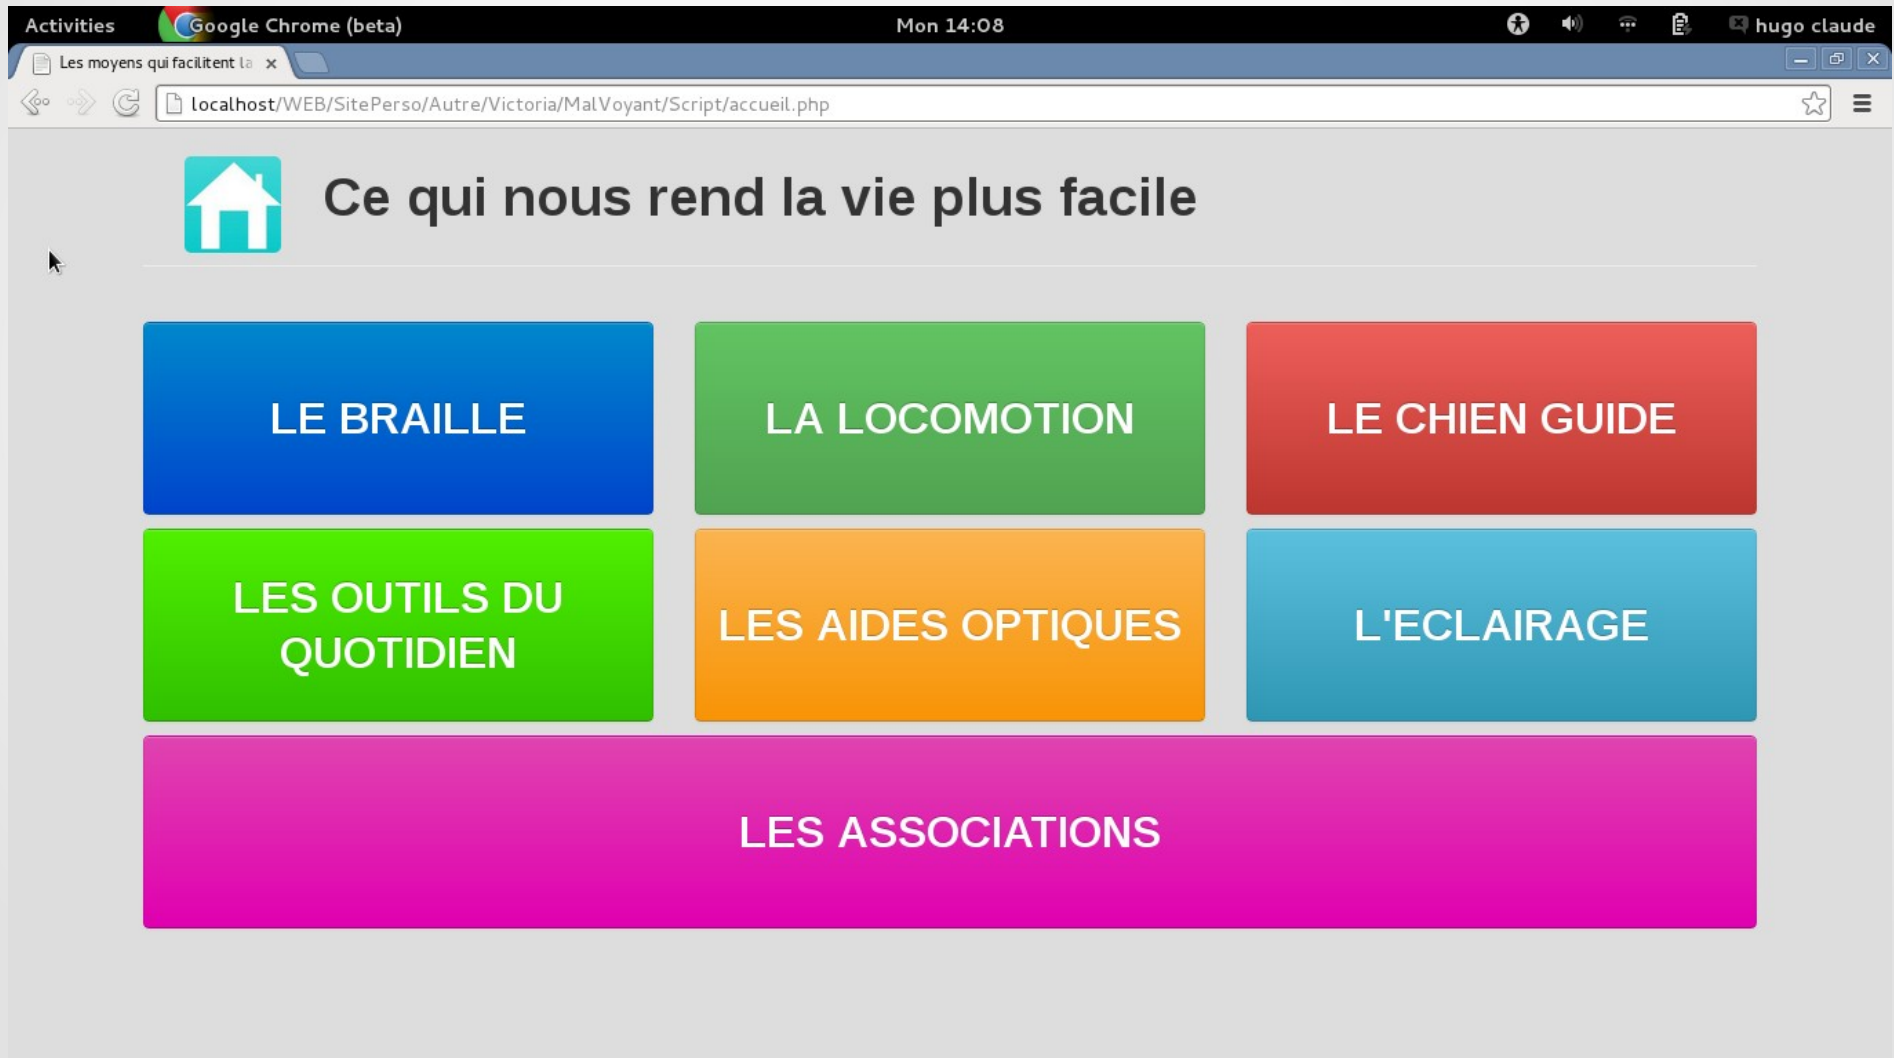 Activities Google Chrome (beta) Mon 14:08 hugo claude
Les moyens qui facilitent la
localhost/WEB/SitePerso/Autre/Victoria/MalVoyant/Script/accueil.php
Ce qui nous rend la vie plus facile
LE BRAILLE
LA LOCOMOTION
LE CHIEN GUIDE
LES OUTILS DU
QUOTIDIEN
LES AIDES OPTIQUES
L'ECLAIRAGE
LES ASSOCIATIONS